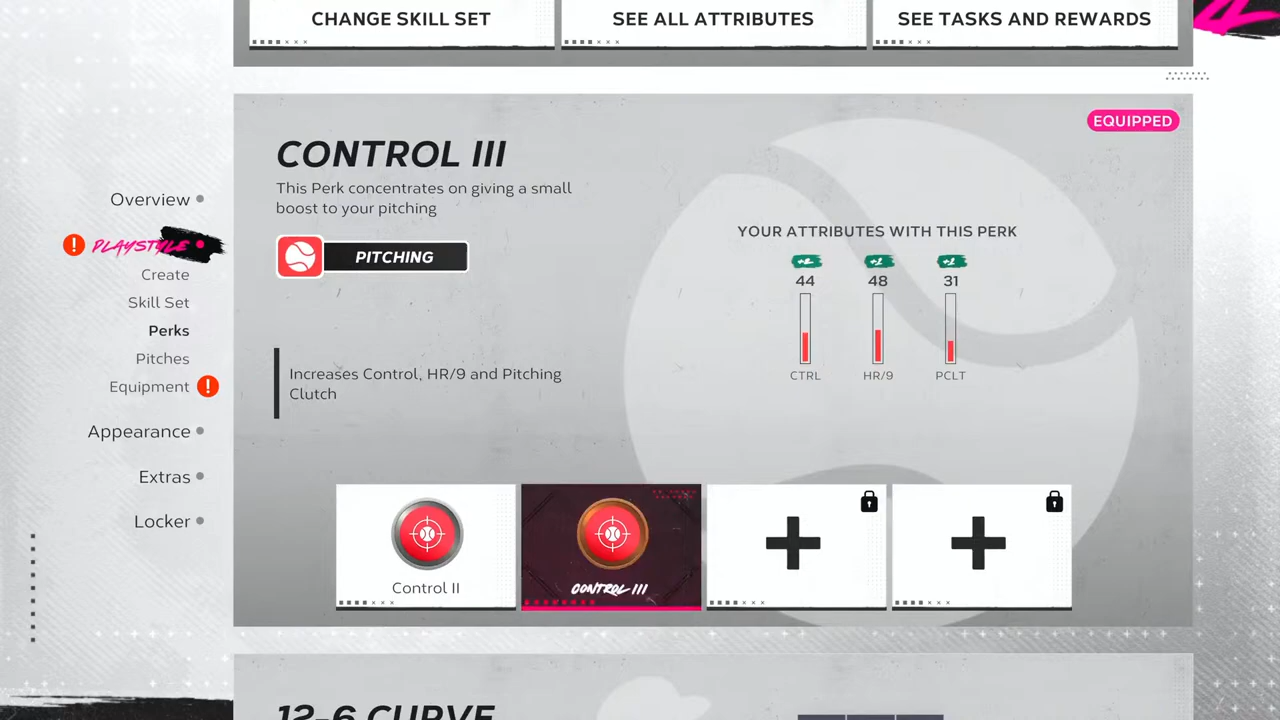 CHANGE SKILL SET
SEE ALL ATTRIBUTES
SEE TASKS AND REWARDS
EQUIPPED
CONTROL III
This Perk concentrates on giving a small
boost to your pitching
PITCHING
Increases Control, HR/9 and Pitching
Clutch
YOUR ATTRIBUTES WITH THIS PERK
+2 +1 +1
44 48 31
CTRL HR/9 PCLT
Overview
PLAYSTYLE
Create
Skill Set
Perks
Pitches
Equipment
Appearance
Extras
Locker
Control II
CONTROL III
12-6 CURVE